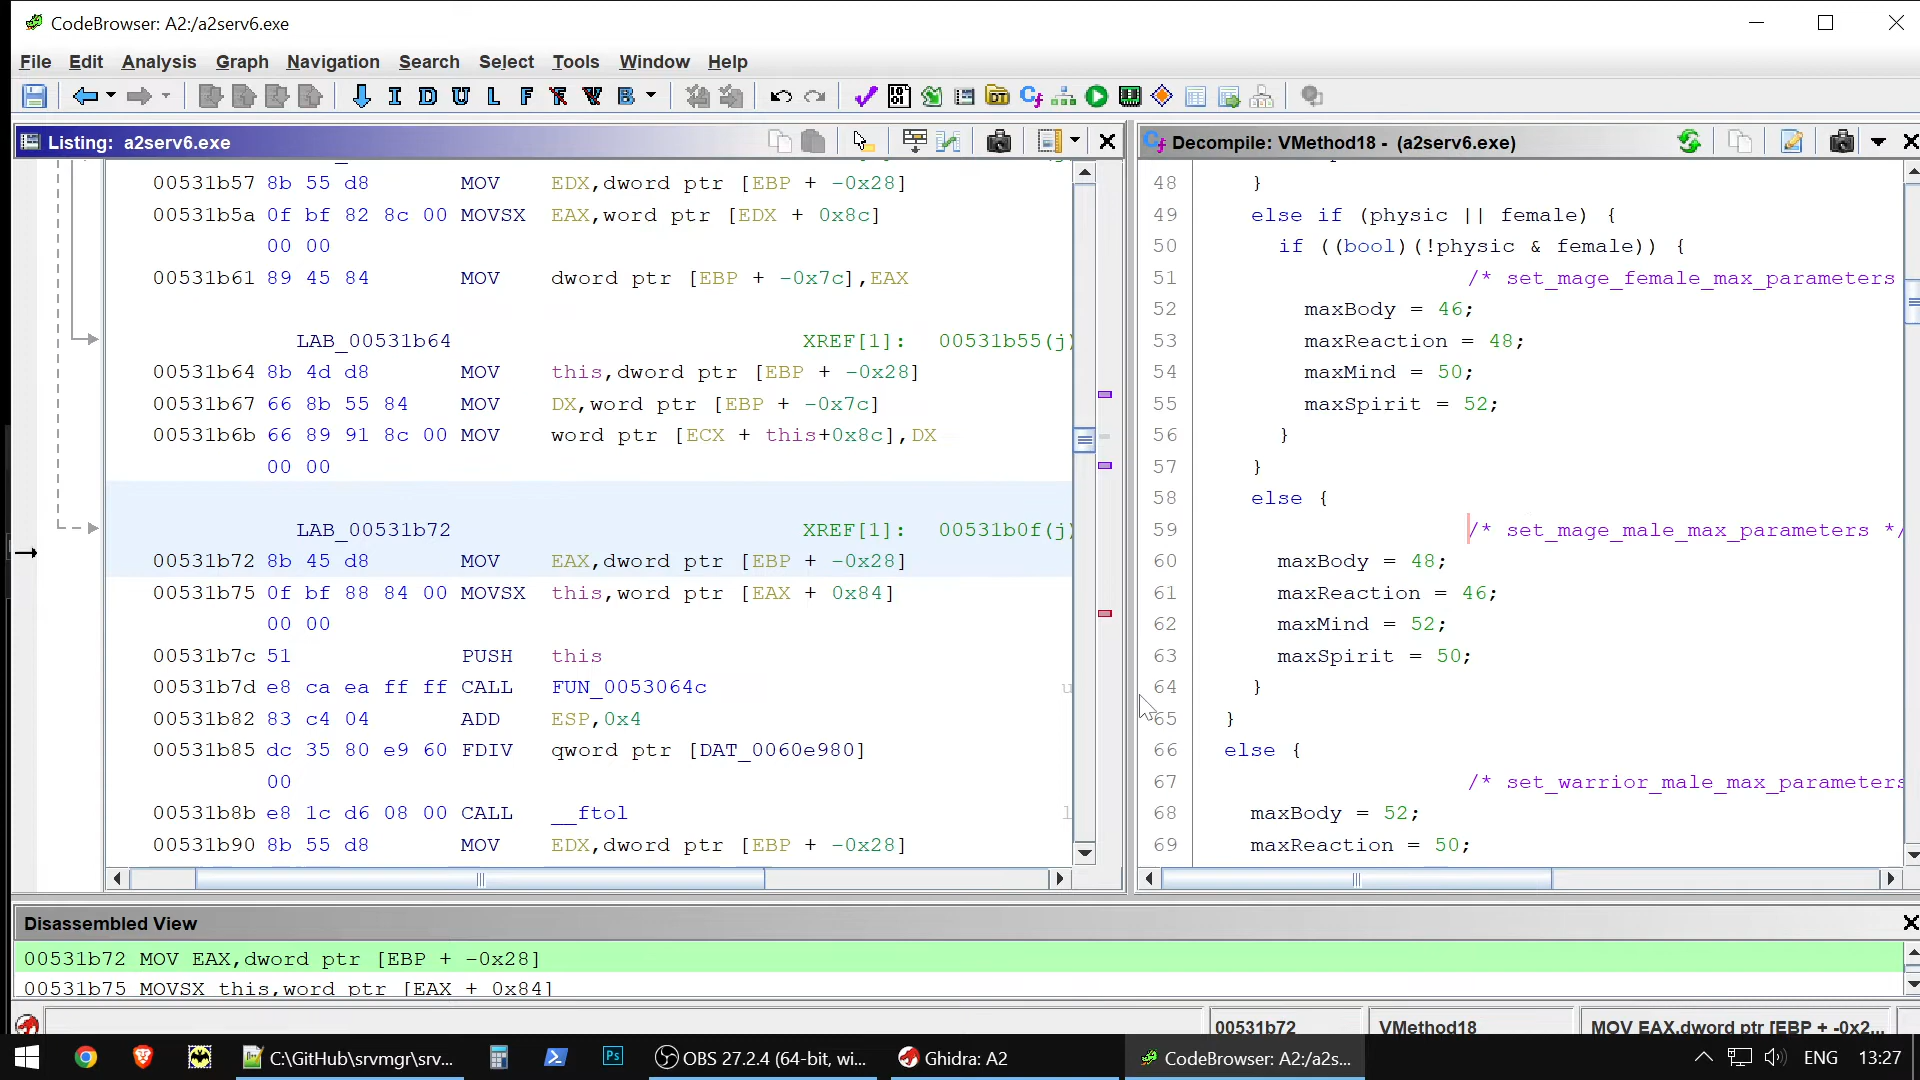 CodeBrowser: A2:/a2serv6.exe
File Edit Analysis Graph Navigation Search Select Tools Window Help
I D U L F F V B
Listing: a2serv6.exe
00531b57 8b 55 d8 MOV EDX,dword ptr [EBP + -0x28]
00531b5a 0f bf 82 8c 00 MOVSX EAX,word ptr [EDX + 0x8c]
00 00
00531b61 89 45 84 MOV dword ptr [EBP + -0x7c],EAX
LAB_00531b64 XREF[1]: 00531b55(j)
00531b64 8b 4d d8 MOV this,dword ptr [EBP + -0x28]
00531b67 66 8b 55 84 MOV DX,word ptr [EBP + -0x7c]
00531b6b 66 89 91 8c 00 MOV word ptr [ECX + this+0x8c],DX
00 00
LAB_00531b72 XREF[1]: 00531b0f(j)
00531b72 8b 45 d8 MOV EAX,dword ptr [EBP + -0x28]
00531b75 0f bf 88 84 00 MOVSX this,word ptr [EAX + 0x84]
00 00
00531b7c 51 PUSH this
00531b7d e8 ca ea ff ff CALL FUN_0053064c u
00531b82 83 c4 04 ADD ESP,0x4
00531b85 dc 35 80 e9 60 FDIV qword ptr [DAT_0060e980]
00
00531b8b e8 1c d6 08 00 CALL __ftol l
00531b90 8b 55 d8 MOV EDX,dword ptr [EBP + -0x28]
Decompile: VMethod18 - (a2serv6.exe)
48 }
49 else if (physic || female) {
50 if ((bool)(!physic & female)) {
51 /* set_mage_female_max_parameters
52 maxBody = 46;
53 maxReaction = 48;
54 maxMind = 50;
55 maxSpirit = 52;
56 }
57 }
58 else {
59 /* set_mage_male_max_parameters */
60 maxBody = 48;
61 maxReaction = 46;
62 maxMind = 52;
63 maxSpirit = 50;
64 }
65 }
66 else {
67 /* set_warrior_male_max_parameters
68 maxBody = 52;
69 maxReaction = 50;
Disassembled View
00531b72 MOV EAX,dword ptr [EBP + -0x28]
00531b75 MOVSX this,word ptr [EAX + 0x84]
00531b72 VMethod18 MOV EAX,dword ptr [EBP + -0x2...
C:\GitHub\srvmgr\srv... Ps OBS 27.2.4 (64-bit, wi... Ghidra: A2 CodeBrowser: A2:/a2s... ENG 13:27